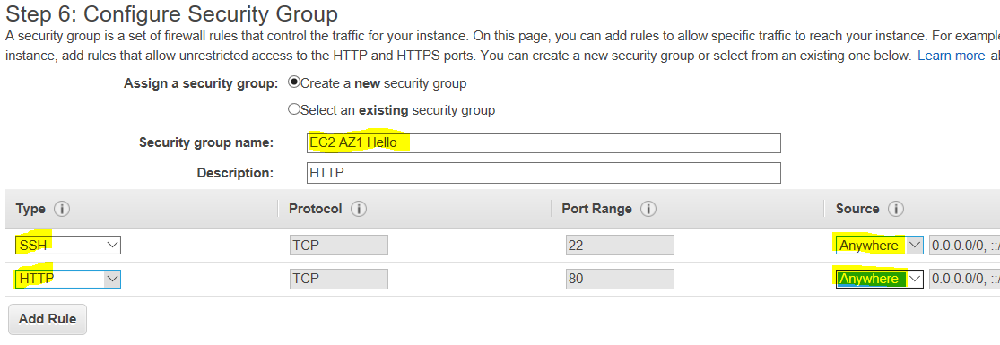 Step 6: Configure Security Group
A security group is a set of firewall rules that control the traffic for your instance. On this page, you can add rules to allow specific traffic to reach your instance. For example
instance, add rules that allow unrestricted access to the HTTP and HTTPS ports. You can create a new security group or select from an existing one below. Learn more
Assign a security group: Create a new security group
Select an existing security group
Security group name: EC2 AZ1 Hello
Description: HTTP
Type i Protocol i Port Range i Source i
SSH TCP 22 Anywhere 0.0.0.0/0, ::/
HTTP TCP 80 Anywhere 0.0.0.0/0, ::/
Add Rule